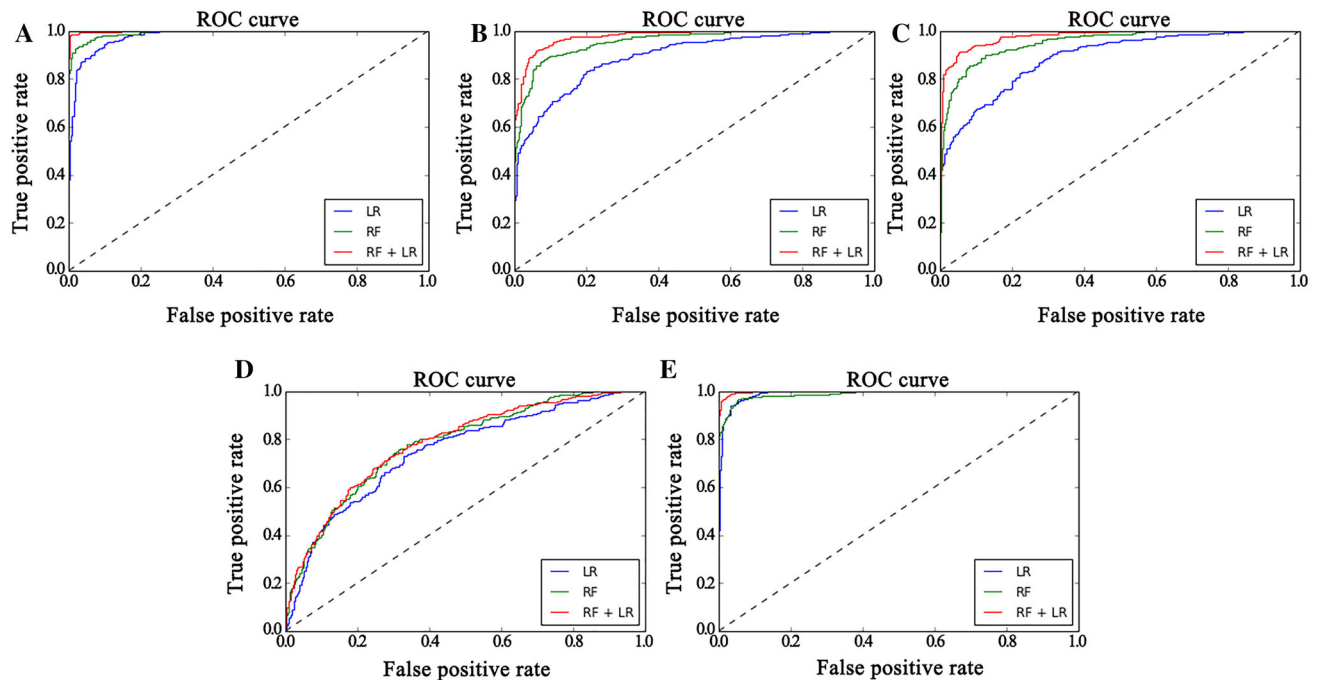 A
ROC curve
True positive rate
1.0
0.8
0.6
0.4
0.2
0.0
0.0 0.2 0.4 0.6 0.8 1.0
False positive rate
LR
RF
RF + LR
B
ROC curve
True positive rate
1.0
0.8
0.6
0.4
0.2
0.0
0.0 0.2 0.4 0.6 0.8 1.0
False positive rate
LR
RF
RF + LR
C
ROC curve
True positive rate
1.0
0.8
0.6
0.4
0.2
0.0
0.0 0.2 0.4 0.6 0.8 1.0
False positive rate
LR
RF
RF + LR
D
ROC curve
True positive rate
1.0
0.8
0.6
0.4
0.2
0.0
0.0 0.2 0.4 0.6 0.8 1.0
False positive rate
LR
RF
RF + LR
E
ROC curve
True positive rate
1.0
0.8
0.6
0.4
0.2
0.0
0.0 0.2 0.4 0.6 0.8 1.0
False positive rate
LR
RF
RF + LR